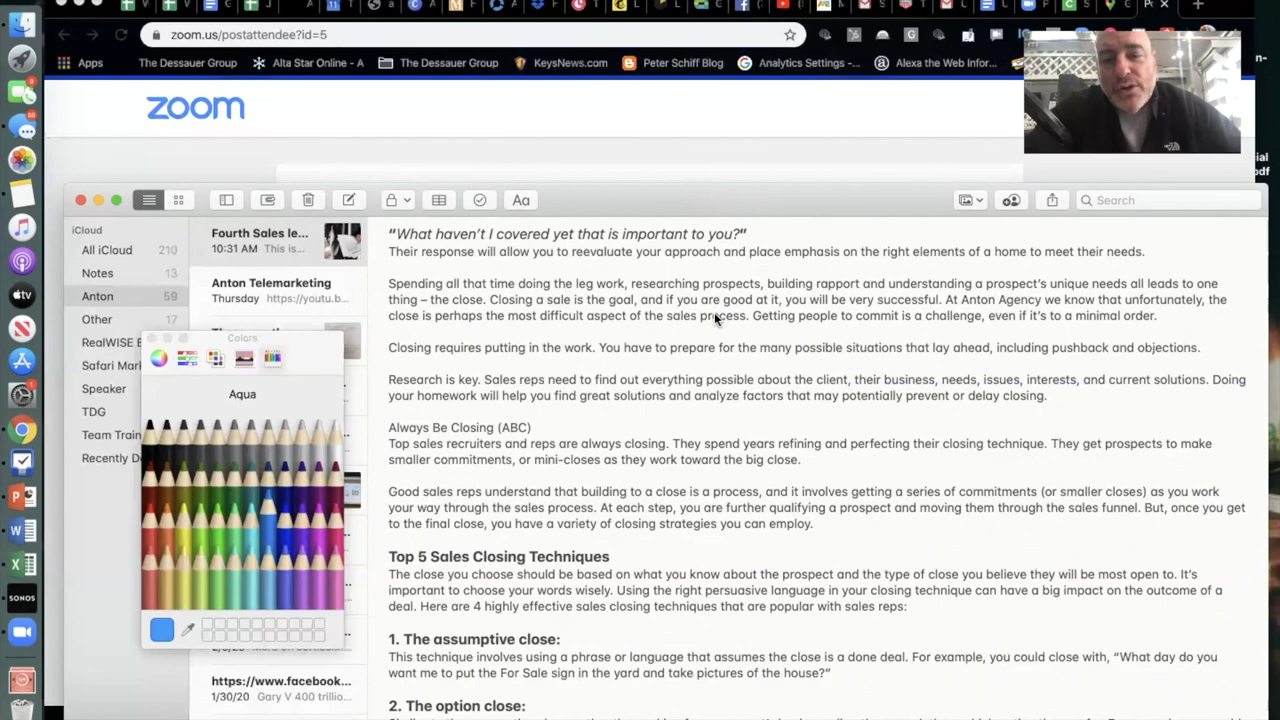 zoom.us/postattendee?id=5
Apps
The Dessauer Group
Alta Star Online - A
The Dessauer Group
KeysNews.com
Peter Schiff Blog
Analytics Settings -...
Alexa the Web Infor...
zoom
Aa
Search
iCloud
All iCloud 210
Notes 13
Anton 59
Other 17
RealWISE
Safari Mar
Speaker
TDG
Team Train
Recently D
Fourth Sales le...
10:31 AM This is...
Anton Telemarketing
Thursday https://youtu.b...
https://www.facebook...
1/30/20 Gary V 400 trillio...
Colors
Aqua
"What haven't I covered yet that is important to you?"
Their response will allow you to reevaluate your approach and place emphasis on the right elements of a home to meet their needs.
Spending all that time doing the leg work, researching prospects, building rapport and understanding a prospect's unique needs all leads to one
thing – the close. Closing a sale is the goal, and if you are good at it, you will be very successful. At Anton Agency we know that unfortunately, the
close is perhaps the most difficult aspect of the sales process. Getting people to commit is a challenge, even if it's to a minimal order.
Closing requires putting in the work. You have to prepare for the many possible situations that lay ahead, including pushback and objections.
Research is key. Sales reps need to find out everything possible about the client, their business, needs, issues, interests, and current solutions. Doing
your homework will help you find great solutions and analyze factors that may potentially prevent or delay closing.
Always Be Closing (ABC)
Top sales recruiters and reps are always closing. They spend years refining and perfecting their closing technique. They get prospects to make
smaller commitments, or mini-closes as they work toward the big close.
Good sales reps understand that building to a close is a process, and it involves getting a series of commitments (or smaller closes) as you work
your way through the sales process. At each step, you are further qualifying a prospect and moving them through the sales funnel. But, once you get
to the final close, you have a variety of closing strategies you can employ.
Top 5 Sales Closing Techniques
The close you choose should be based on what you know about the prospect and the type of close you believe they will be most open to. It's
important to choose your words wisely. Using the right persuasive language in your closing technique can have a big impact on the outcome of a
deal. Here are 4 highly effective sales closing techniques that are popular with sales reps:
1. The assumptive close:
This technique involves using a phrase or language that assumes the close is a done deal. For example, you could close with, “What day do you
want me to put the For Sale sign in the yard and take pictures of the house?”
2. The option close:
tv
SONOS